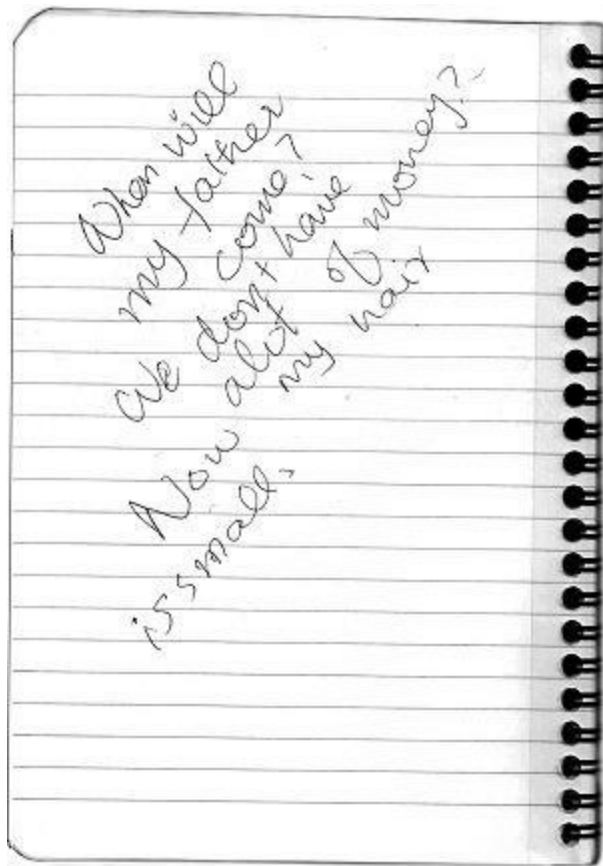 When will
my father
come?
We don't have
alot of money?
Now my hair
is small.